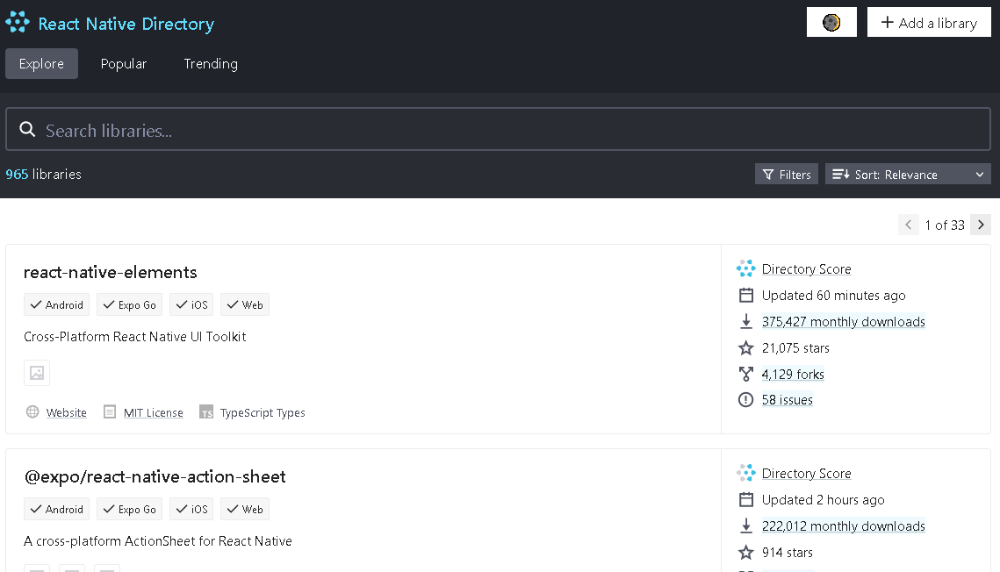 React Native Directory
+ Add a library
Explore Popular Trending
Search libraries...
965 libraries
Filters
Sort: Relevance
1 of 33
react-native-elements
Android Expo Go iOS Web
Cross-Platform React Native UI Toolkit
Website MIT License TS TypeScript Types
Directory Score
Updated 60 minutes ago
375,427 monthly downloads
21,075 stars
4,129 forks
58 issues
@expo/react-native-action-sheet
Android Expo Go iOS Web
A cross-platform ActionSheet for React Native
Directory Score
Updated 2 hours ago
222,012 monthly downloads
914 stars